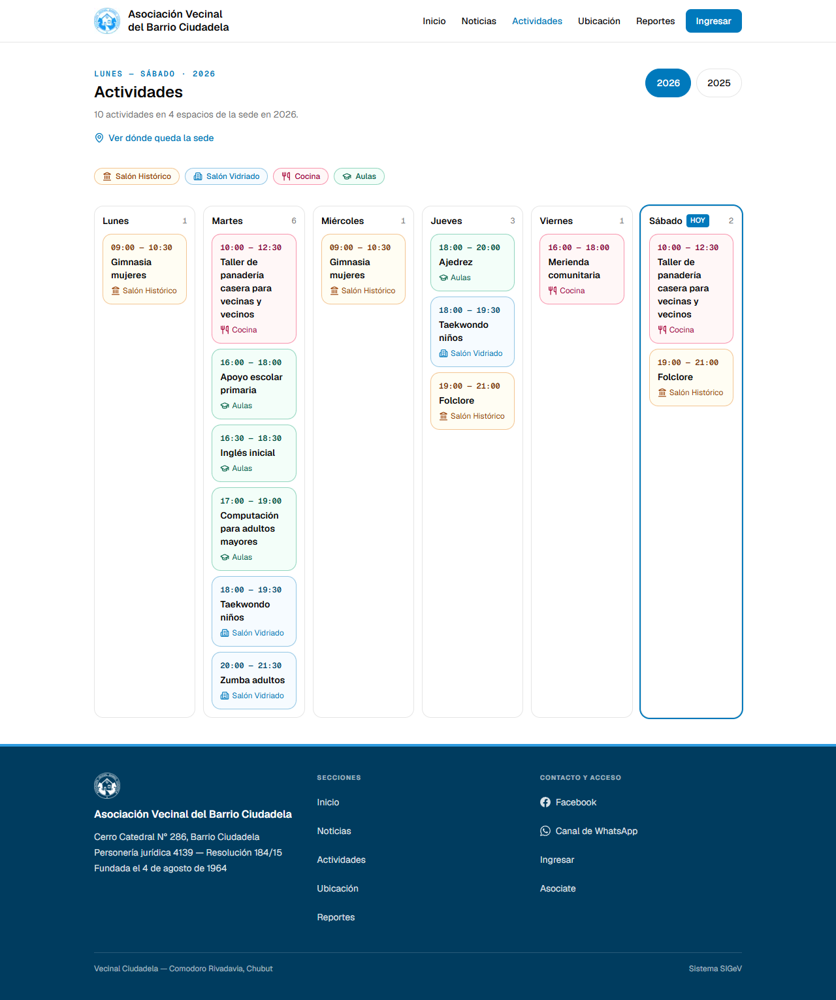 Asociación Vecinal
del Barrio Ciudadela
Inicio
Noticias
Actividades
Ubicación
Reportes
Ingresar
LUNES — SÁBADO · 2026
Actividades
10 actividades en 4 espacios de la sede en 2026.
Ver dónde queda la sede
2026
2025
Salón Histórico
Salón Vidriado
Cocina
Aulas
Lunes 1
09:00 — 10:30
Gimnasia
mujeres
Salón Histórico
Martes 6
10:00 — 12:30
Taller de
panadería
casera para
vecinas y
vecinos
Cocina
16:00 — 18:00
Apoyo escolar
primaria
Aulas
16:30 — 18:30
Inglés inicial
Aulas
17:00 — 19:00
Computación
para adultos
mayores
Aulas
18:00 — 19:30
Taekwondo
niños
Salón Vidriado
20:00 — 21:30
Zumba adultos
Salón Vidriado
Miércoles 1
09:00 — 10:30
Gimnasia
mujeres
Salón Histórico
Jueves 3
18:00 — 20:00
Ajedrez
Aulas
18:00 — 19:30
Taekwondo
niños
Salón Vidriado
19:00 — 21:00
Folclore
Salón Histórico
Viernes 1
16:00 — 18:00
Merienda
comunitaria
Cocina
Sábado HOY 2
10:00 — 12:30
Taller de
panadería
casera para
vecinas y
vecinos
Cocina
19:00 — 21:00
Folclore
Salón Histórico
Asociación Vecinal del Barrio Ciudadela
Cerro Catedral Nº 286, Barrio Ciudadela
Personería jurídica 4139 — Resolución 184/15
Fundada el 4 de agosto de 1964
SECCIONES
Inicio
Noticias
Actividades
Ubicación
Reportes
CONTACTO Y ACCESO
Facebook
Canal de WhatsApp
Ingresar
Asociate
Vecinal Ciudadela — Comodoro Rivadavia, Chubut
Sistema SIGeV